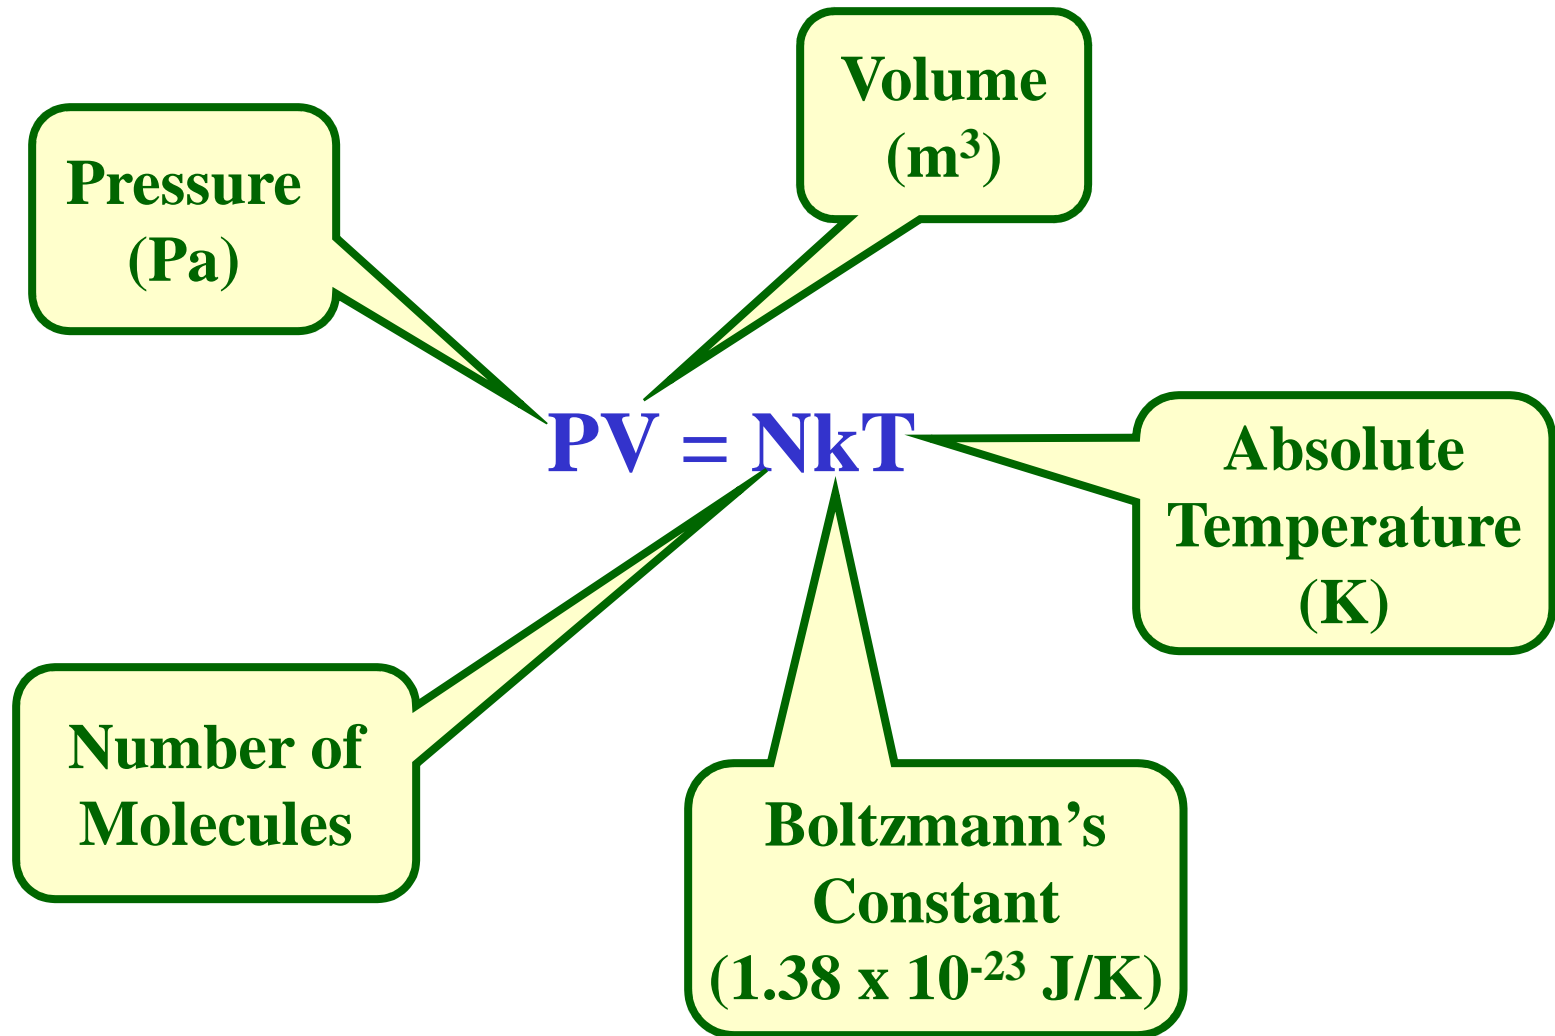 Volume
(m³)
Pressure
(Pa)
PV = NkT
Absolute
Temperature
(K)
Number of
Molecules
Boltzmann’s
Constant
(1.38 x 10⁻²³ J/K)